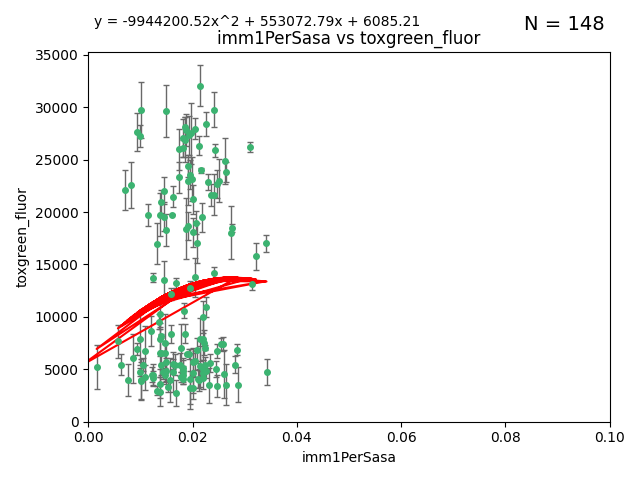 y = -9944200.52x^2 + 553072.79x + 6085.21
N = 148
imm1PerSasa vs toxgreen_fluor
35000
30000
25000
20000
15000
10000
5000
0
toxgreen_fluor
0.00
0.02
0.04
0.06
0.08
0.10
imm1PerSasa